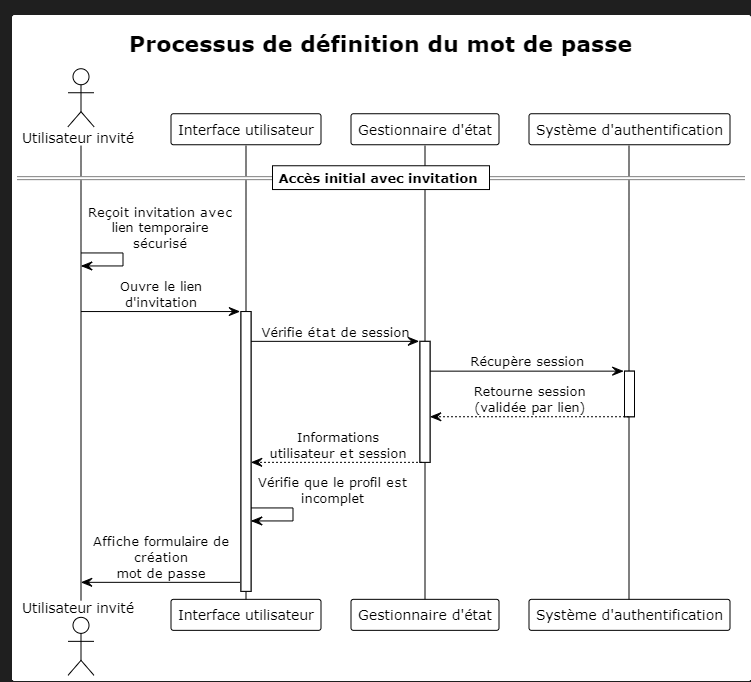 Processus de définition du mot de passe
Utilisateur invité
Interface utilisateur
Gestionnaire d'état
Système d'authentification
Accès initial avec invitation
Reçoit invitation avec
lien temporaire
sécurisé
Ouvre le lien
d'invitation
Vérifie état de session
Récupère session
Retourne session
(validée par lien)
Informations
utilisateur et session
Vérifie que le profil est
incomplet
Affiche formulaire de
création
mot de passe
Utilisateur invité
Interface utilisateur
Gestionnaire d'état
Système d'authentification